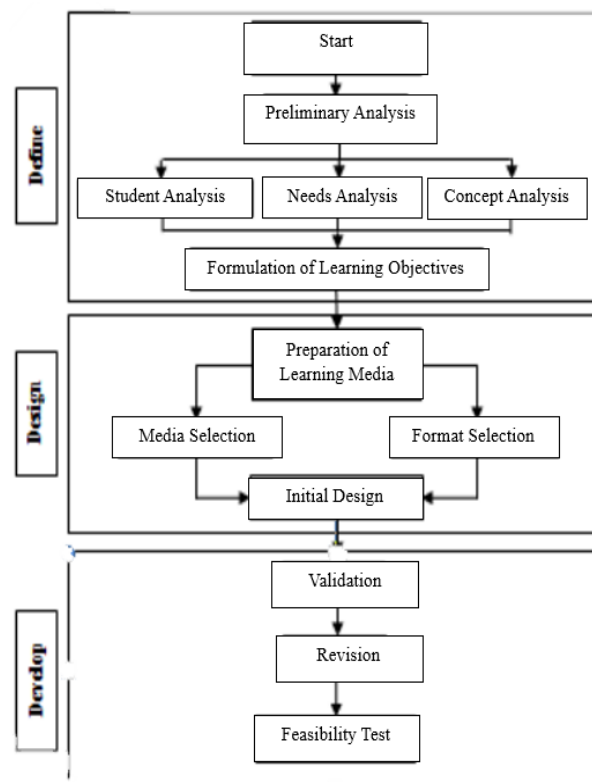 Define
Start
Preliminary Analysis
Student Analysis
Needs Analysis
Concept Analysis
Formulation of Learning Objectives
Design
Preparation of
Learning Media
Media Selection
Format Selection
Initial Design
Develop
Validation
Revision
Feasibility Test